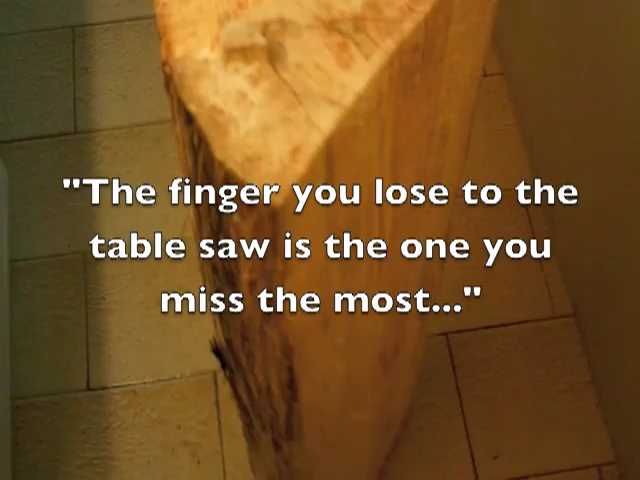 "The finger you lose to the
table saw is the one you
miss the most..."